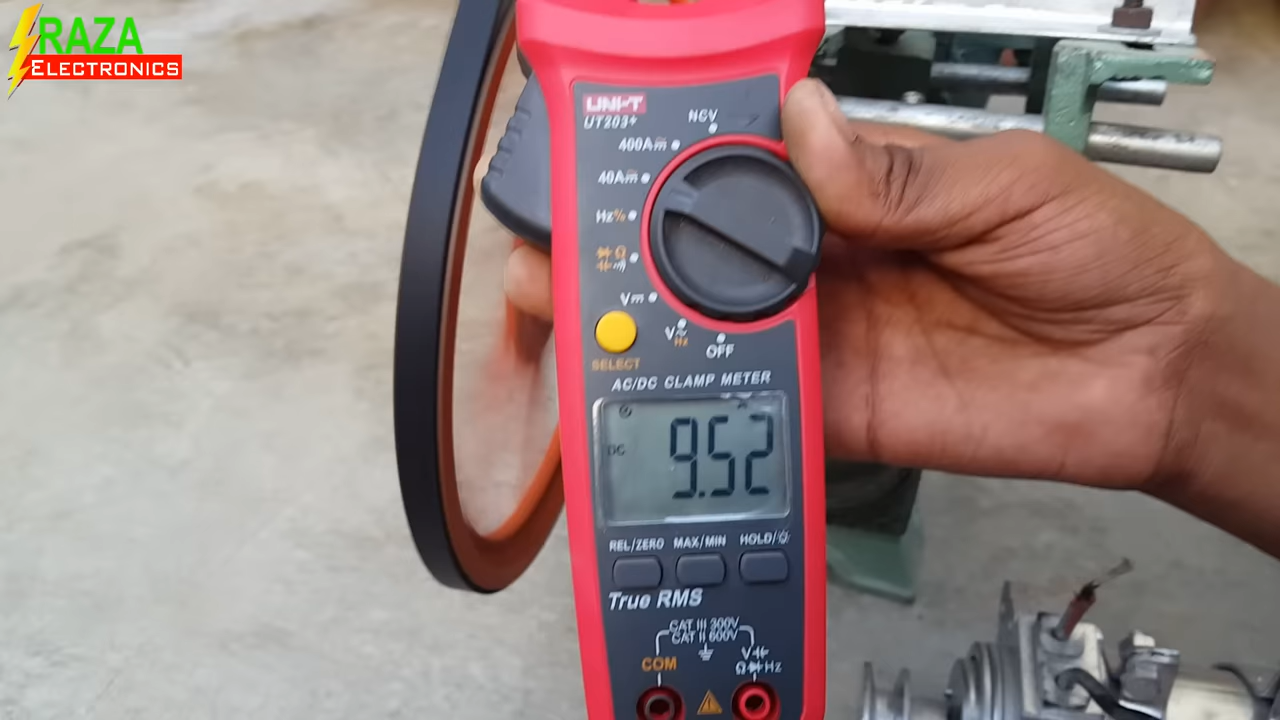 RAZA
ELECTRONICS
UNI-T
UT203+
NCV
400A
40A
Hz%
Ω
V
V
Hz
OFF
SELECT
AC/DC CLAMP METER
DC
9.52
REL/ZERO MAX/MIN HOLD/
True RMS
CAT III 300V
CAT II 600V
COM
V
Ω Hz